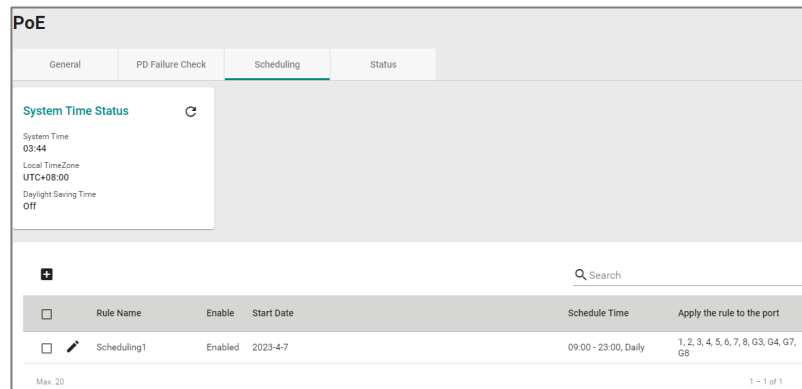 PoE
General PD Failure Check Scheduling Status
System Time Status
System Time
03:44
Local TimeZone
UTC+08:00
Daylight Saving Time
Off
Search
Rule Name Enable Start Date Schedule Time Apply the rule to the port
Scheduling1 Enabled 2023-4-7 09:00 - 23:00, Daily 1, 2, 3, 4, 5, 6, 7, 8, G3, G4, G7,
G8
Max. 20 1 – 1 of 1